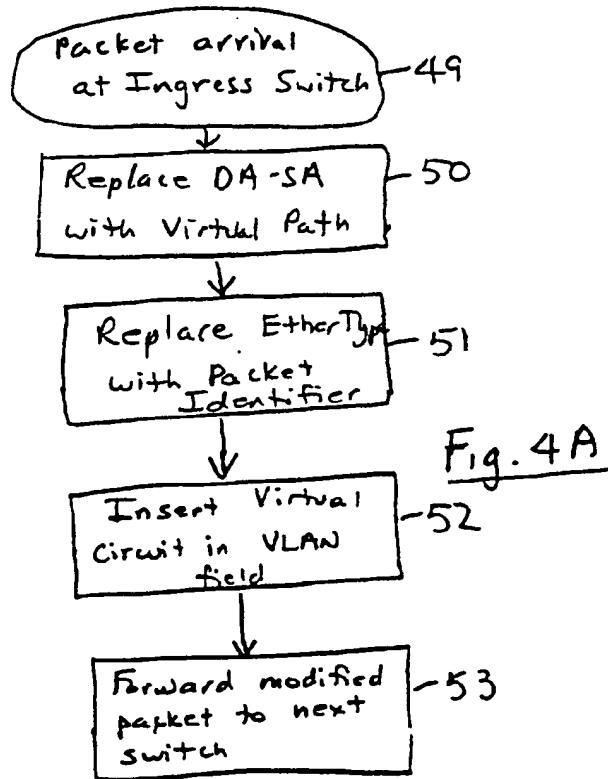 Packet arrival
at Ingress Switch
49
Replace DA-SA
with Virtual Path
50
Replace EtherTyp
with Packet
Identifier
51
Fig. 4A
Insert Virtual
Circuit in VLAN
field
52
Forward modified
packet to next
switch
53